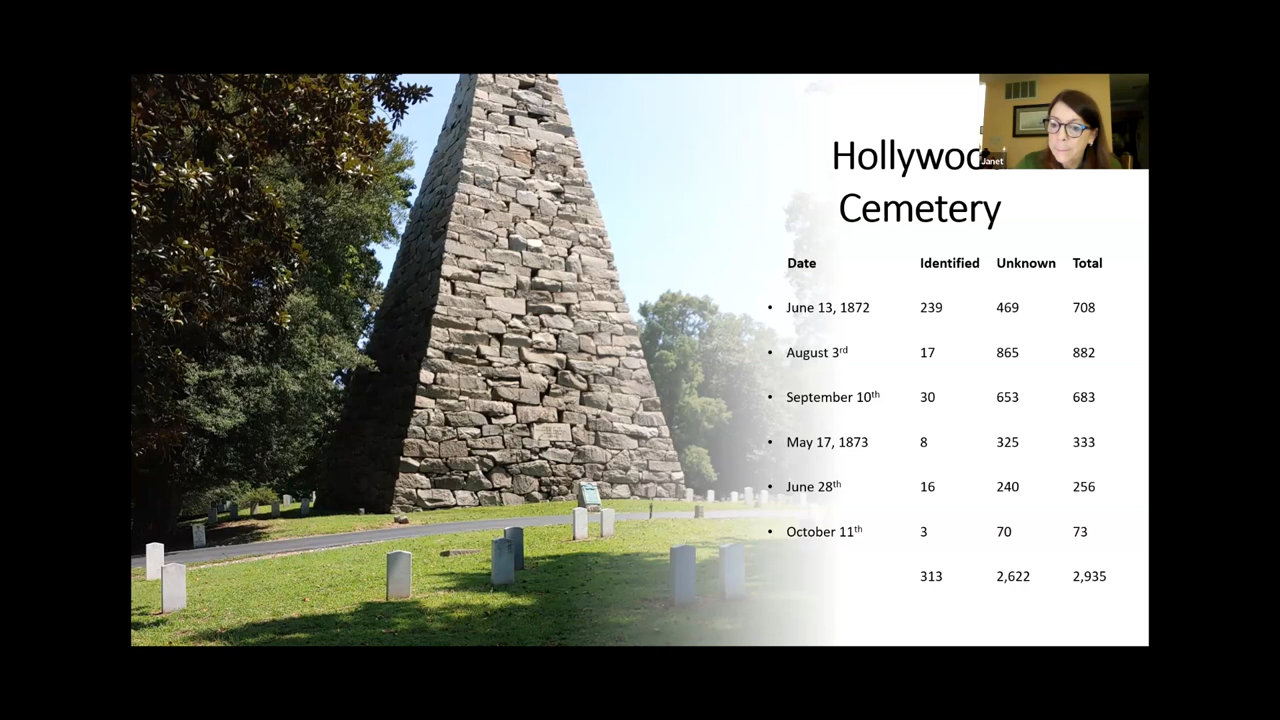 Janet
Cemetery
Date Identified Unknown Total
• June 13, 1872 239 469 708
• August 3rd 17 865 882
• September 10th 30 653 683
• May 17, 1873 8 325 333
• June 28th 16 240 256
• October 11th 3 70 73
313 2,622 2,935